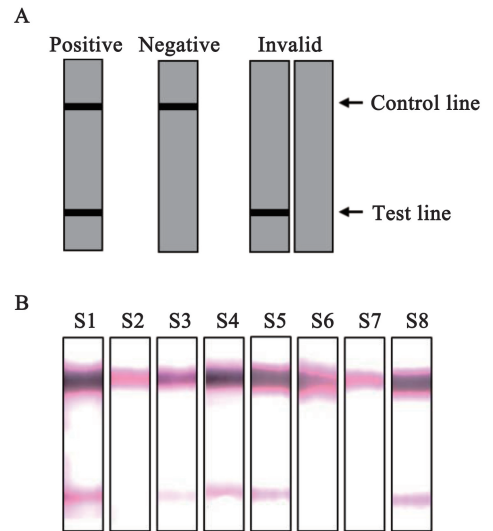 A
Positive Negative Invalid
Control line
Test line
B
S1 S2 S3 S4 S5 S6 S7 S8